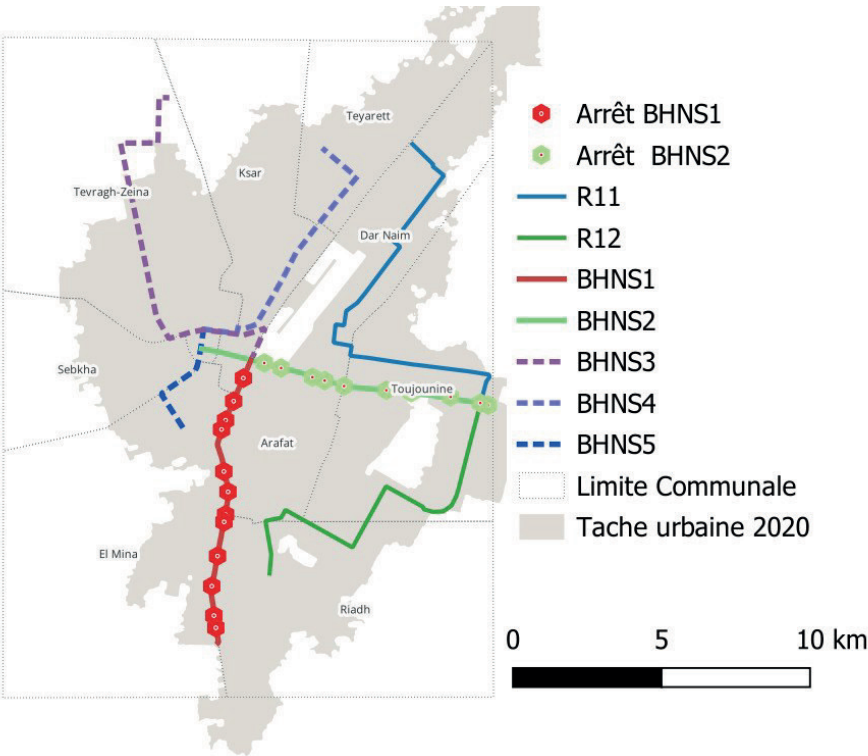 Teyarett
Ksar
Tevragh-Zeina
Dar Naim
Sebkha
Toujounine
Arafat
El Mina
Riadh
Arrêt BHNS1
Arrêt BHNS2
R11
R12
BHNS1
BHNS2
BHNS3
BHNS4
BHNS5
Limite Communale
Tache urbaine 2020
0 5 10 km